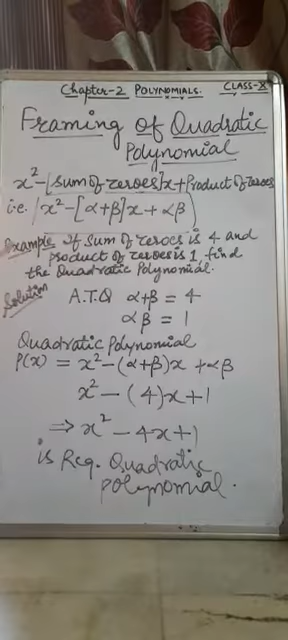 Chapter-2 POLYNOMIALS. CLASS-X
Framing of Quadratic
Polynomial
x² - [sum of zeroes]x + Product of zeroes
i.e. x² - [α+β]x + αβ
Example If sum of zeroes is 4 and
product of zeroes is 1, find
the Quadratic Polynomial.
Solution A.T.Q α+β = 4
αβ = 1
Quadratic Polynomial
P(x) = x² - (α+β)x + αβ
x² - (4)x + 1
⇒ x² - 4x + 1
is Req. Quadratic
polynomial.